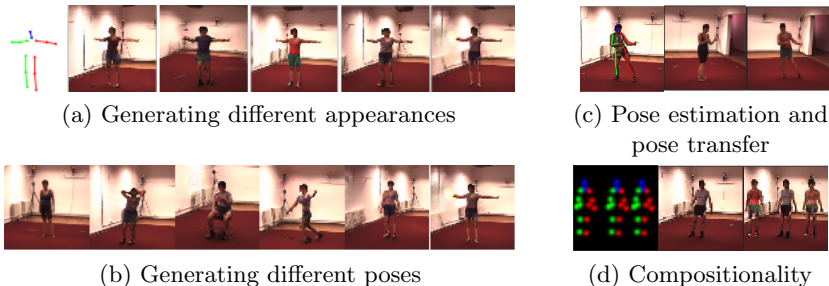 (a) Generating different appearances
(c) Pose estimation and
pose transfer
(b) Generating different poses
(d) Compositionality